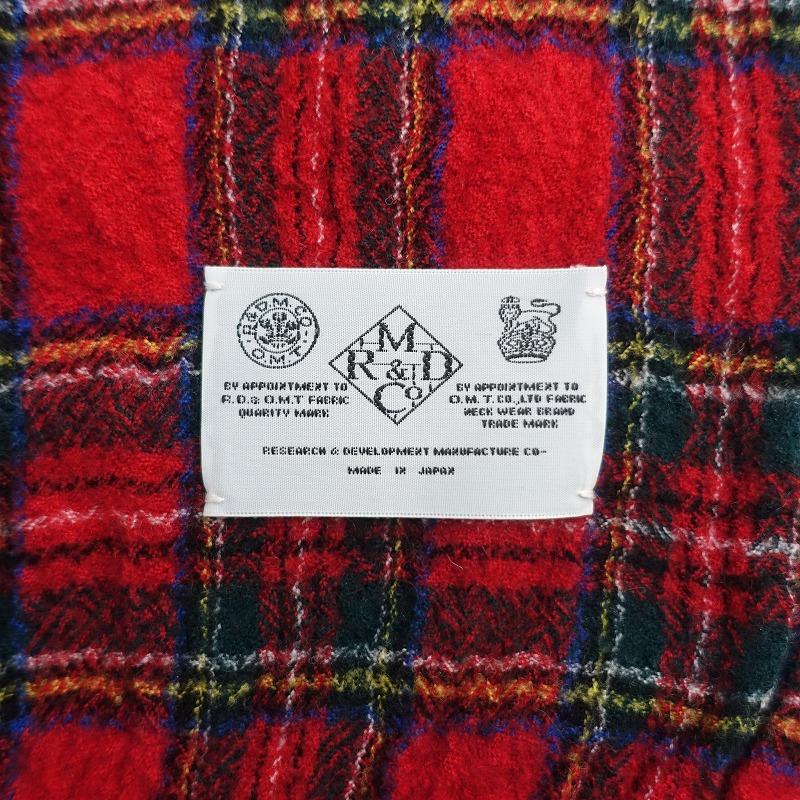 R&D.M.CO-
O.M.T
M
R & D
Co
BY APPOINTMENT TO
R.D.& O.M.T FABRIC
QUARITY MARK
BY APPOINTMENT TO
O.M.T.CO.,LTD FABRIC
NECK WEAR BRAND
TRADE MARK
RESEARCH & DEVELOPMENT MANUFACTURE CO-
MADE IN JAPAN